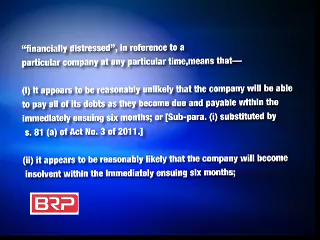 “financially distressed”, in reference to a
particular company at any particular time,means that—
(i) it appears to be reasonably unlikely that the company will be able
to pay all of its debts as they become due and payable within the
immediately ensuing six months; or [Sub-para. (i) substituted by
s. 81 (a) of Act No. 3 of 2011.]
(ii) it appears to be reasonably likely that the company will become
insolvent within the immediately ensuing six months;
BRP